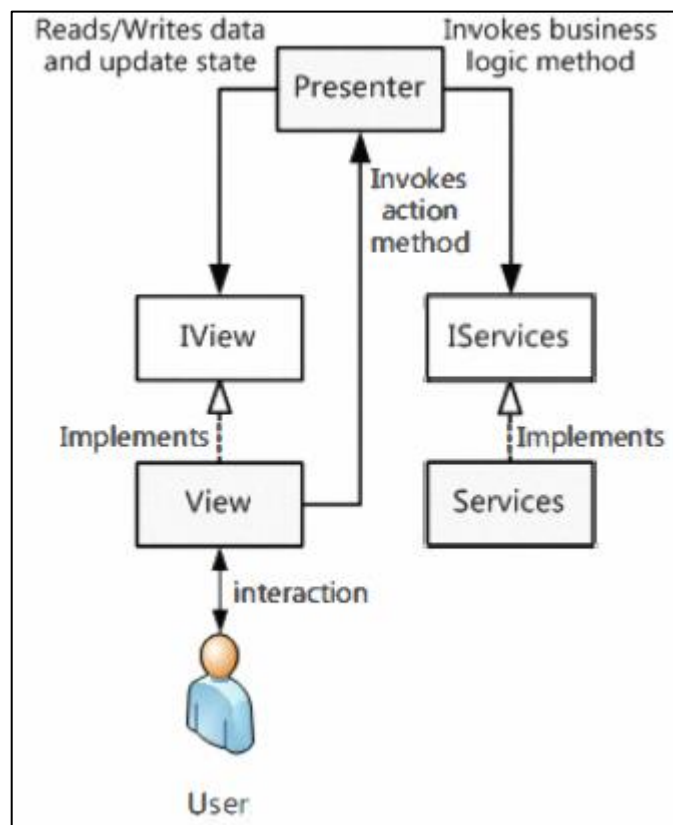 Reads/Writes data
and update state
Invokes business
logic method
Presenter
Invokes
action
method
IView
IServices
Implements
Implements
View
Services
interaction
User